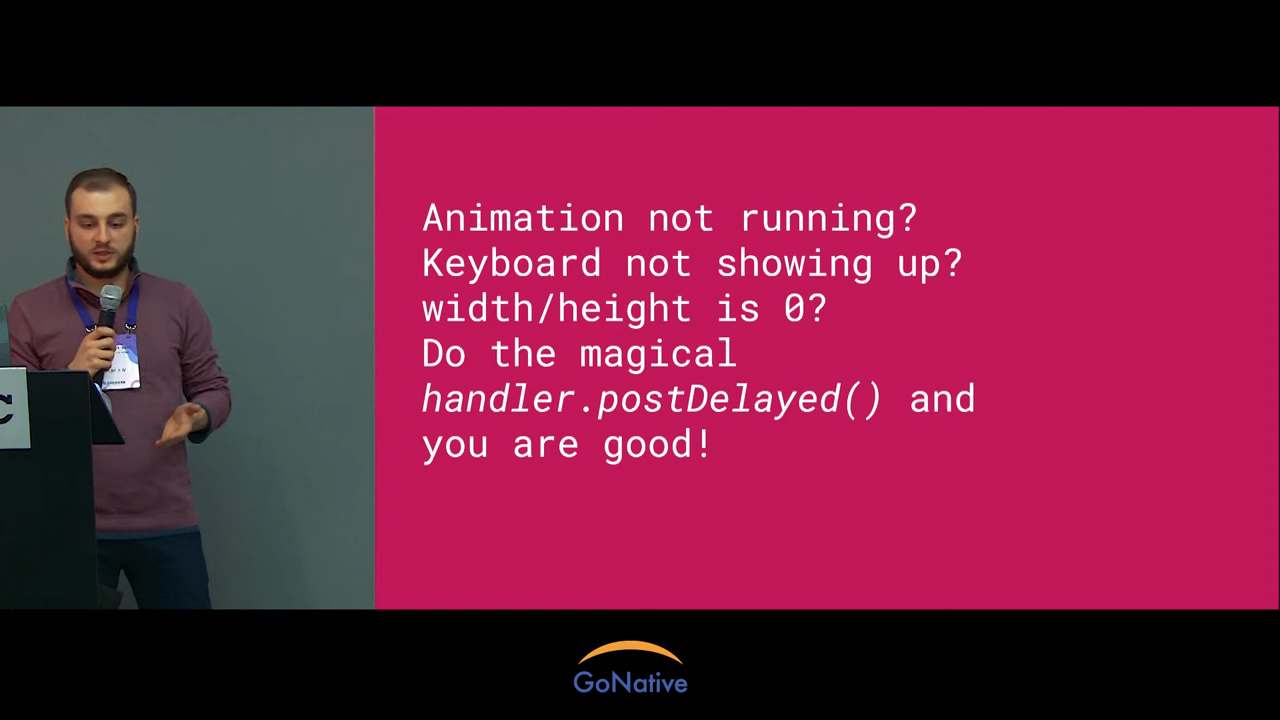 Animation not running?
Keyboard not showing up?
width/height is 0?
Do the magical
handler.postDelayed() and
you are good!
GoNative